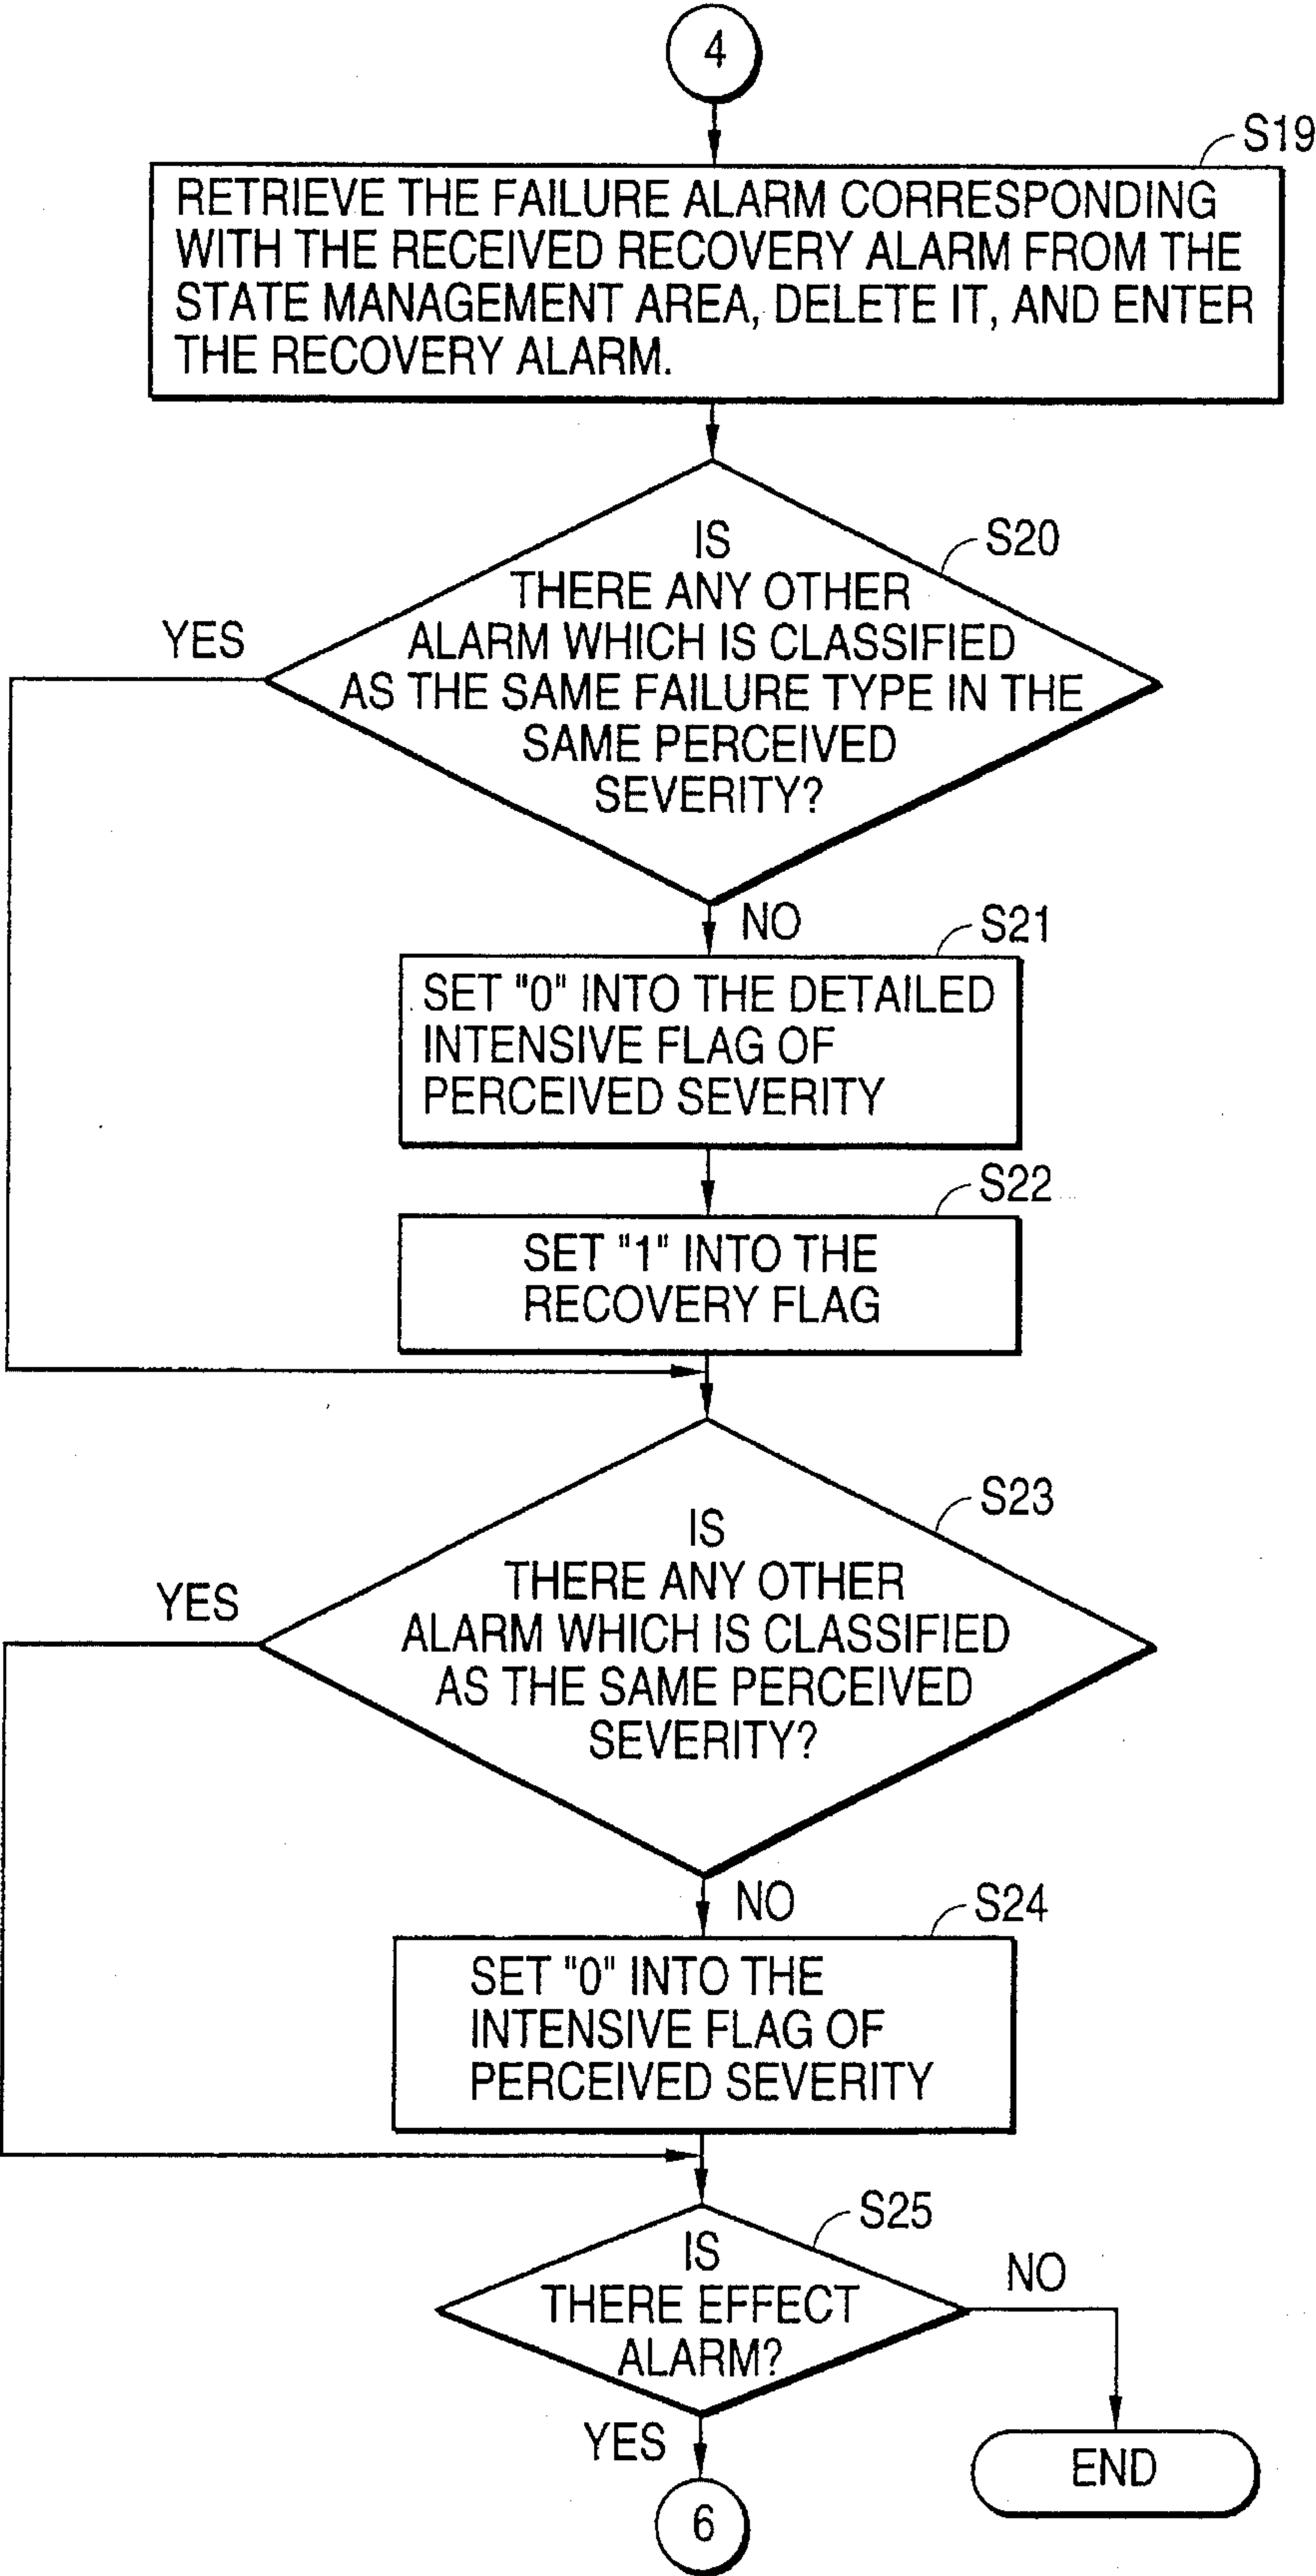 4
S19
RETRIEVE THE FAILURE ALARM CORRESPONDING
WITH THE RECEIVED RECOVERY ALARM FROM THE
STATE MANAGEMENT AREA, DELETE IT, AND ENTER
THE RECOVERY ALARM.
S20
IS
THERE ANY OTHER
ALARM WHICH IS CLASSIFIED
AS THE SAME FAILURE TYPE IN THE
SAME PERCEIVED
SEVERITY?
YES
NO
S21
SET "0" INTO THE DETAILED
INTENSIVE FLAG OF
PERCEIVED SEVERITY
S22
SET "1" INTO THE
RECOVERY FLAG
S23
IS
THERE ANY OTHER
ALARM WHICH IS CLASSIFIED
AS THE SAME PERCEIVED
SEVERITY?
YES
NO
S24
SET "0" INTO THE
INTENSIVE FLAG OF
PERCEIVED SEVERITY
S25
IS
THERE EFFECT
ALARM?
NO
YES
END
6